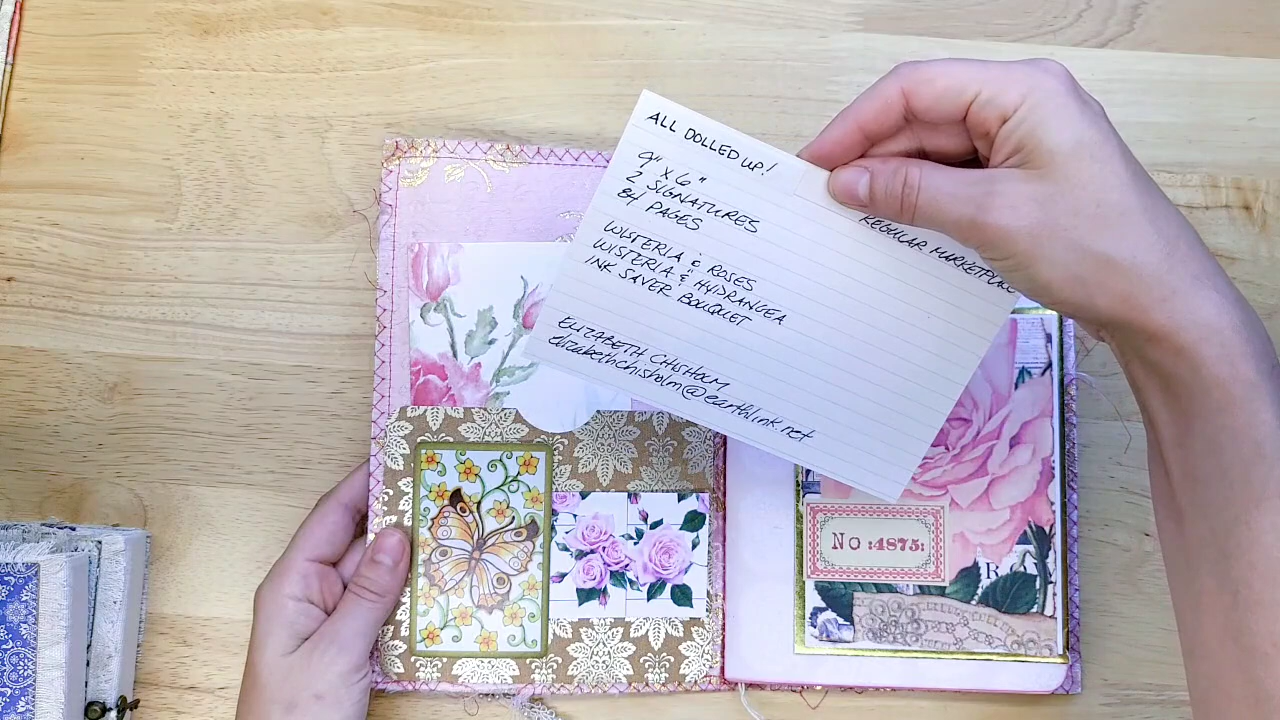 ALL DOLLED UP!
REGULAR MARKETPLACE
9" X 6"
2 SIGNATURES
84 PAGES
WISTERIA & ROSES
WISTERIA & HYDRANGEA
INK SAVER BOUQUET
ELIZABETH CHISHOLM
elizabethchisholm@earthlink.net
No :4875: